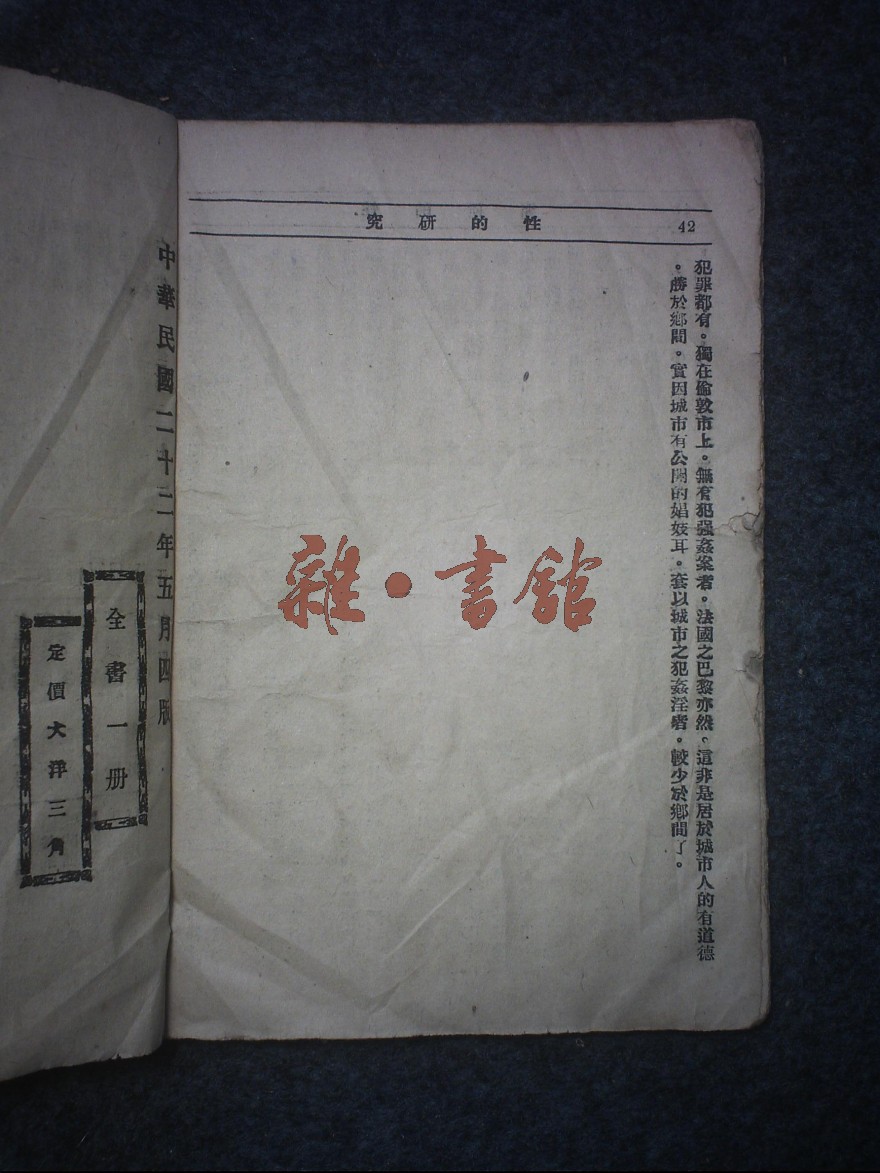 性的研究
42
犯罪都有。獨在倫敦市上。無有犯强姦案者。法國之巴黎亦然。這非是居於城市人的有道德
。勝於鄉間。實因城市有公開的娼妓耳。套以城市之犯姦淫者。較少於鄉間了。
中華民國二十三年五月四版
全書一册
定價大洋三角
雜·書館